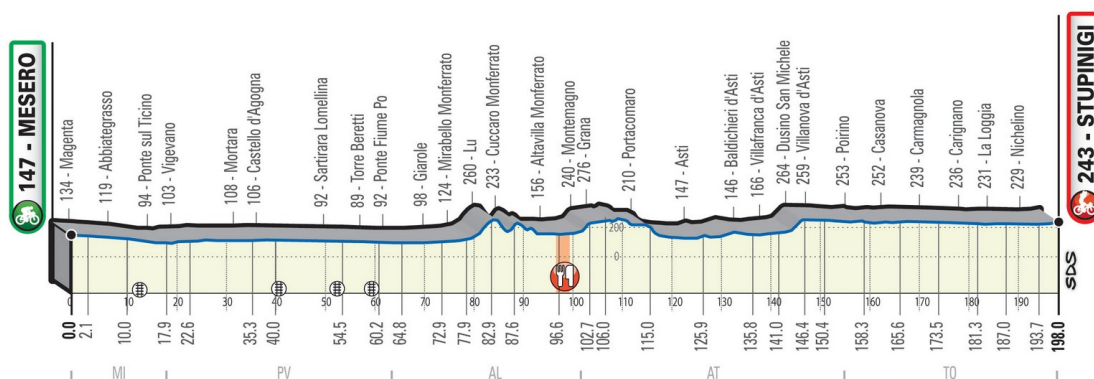 147 - MESERO
134 - Magenta
119 - Abbiategrasso
94 - Ponte sul Ticino
103 - Vigevano
108 - Mortara
106 - Castello d'Agogna
92 - Sartirara Lomellina
89 - Torre Beretti
92 - Ponte Fiume Po
98 - Giarole
124 - Mirabello Monferrato
260 - Lu
233 - Cuccaro Monferrato
156 - Altavilla Monferrato
240 - Montemagno
276 - Grana
210 - Portacomaro
147 - Asti
146 - Baldichieri d'Asti
166 - Villafranca d'Asti
264 - Dusino San Michele
259 - Villanova d'Asti
253 - Poirino
252 - Casanova
239 - Carmagnola
236 - Carignano
231 - La Loggia
229 - Nichelino
243 - STUPINIGI
200
0
SDS
0 10 20 30 40 50 60 70 80 90 100 110 120 130 140 150 160 170 180 190
0.0 2.1 10.0 17.9 22.6 35.3 40.0 54.5 60.2 64.8 72.9 77.9 82.9 87.6 96.6 102.7 106.0 115.0 125.9 135.8 141.0 146.4 150.4 158.3 165.6 173.5 181.3 187.0 193.7 198.0
MI PV AL AT TO